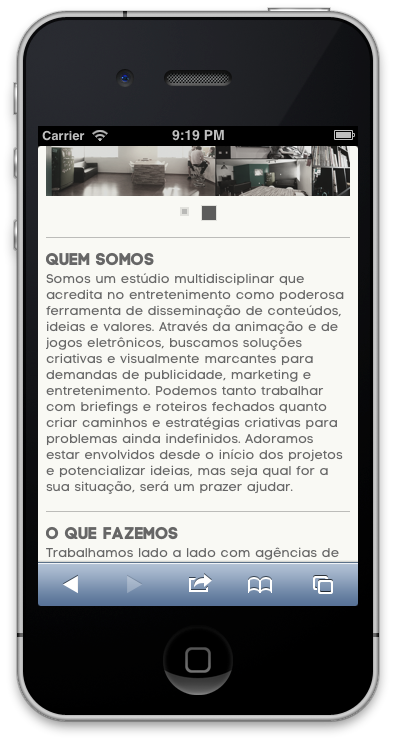 Carrier 9:19 PM
QUEM SOMOS
Somos um estúdio multidisciplinar que
acredita no entretenimento como poderosa
ferramenta de disseminação de conteúdos,
ideias e valores. Através da animação e de
jogos eletrônicos, buscamos soluções
criativas e visualmente marcantes para
demandas de publicidade, marketing e
entretenimento. Podemos tanto trabalhar
com briefings e roteiros fechados quanto
criar caminhos e estratégias criativas para
problemas ainda indefinidos. Adoramos
estar envolvidos desde o início dos projetos
e potencializar ideias, mas seja qual for a
sua situação, será um prazer ajudar.
O QUE FAZEMOS
Trabalhamos lado a lado com agências de